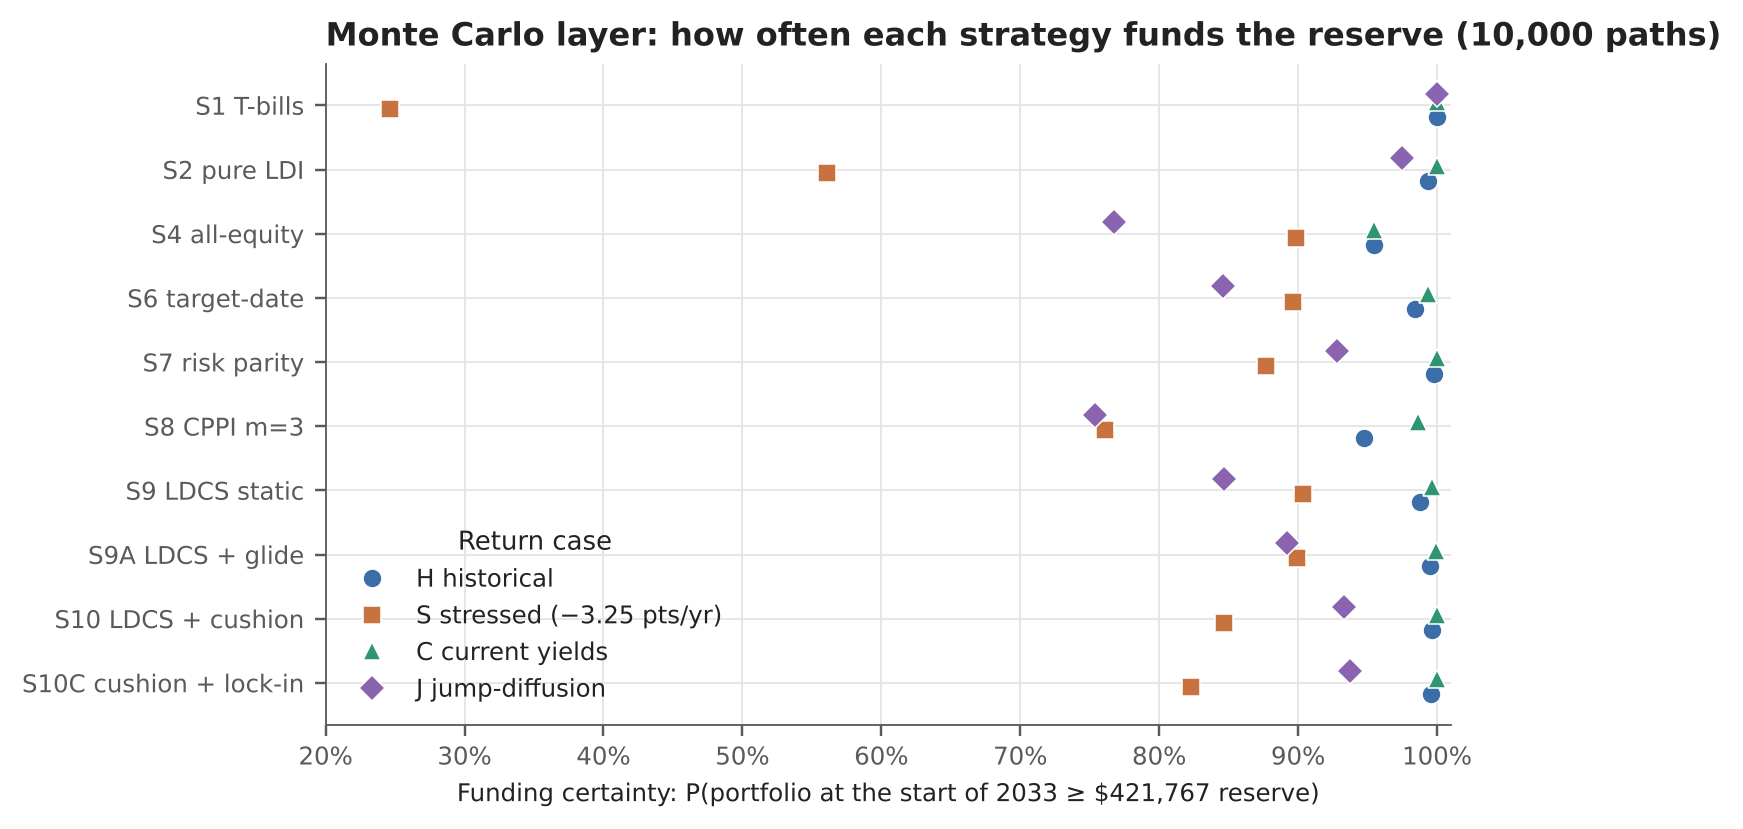 Monte Carlo layer: how often each strategy funds the reserve (10,000 paths)
S1 T-bills
S2 pure LDI
S4 all-equity
S6 target-date
S7 risk parity
S8 CPPI m=3
S9 LDCS static
S9A LDCS + glide
S10 LDCS + cushion
S10C cushion + lock-in
Return case
H historical
S stressed (−3.25 pts/yr)
C current yields
J jump-diffusion
20% 30% 40% 50% 60% 70% 80% 90% 100%
Funding certainty: P(portfolio at the start of 2033 ≥ $421,767 reserve)